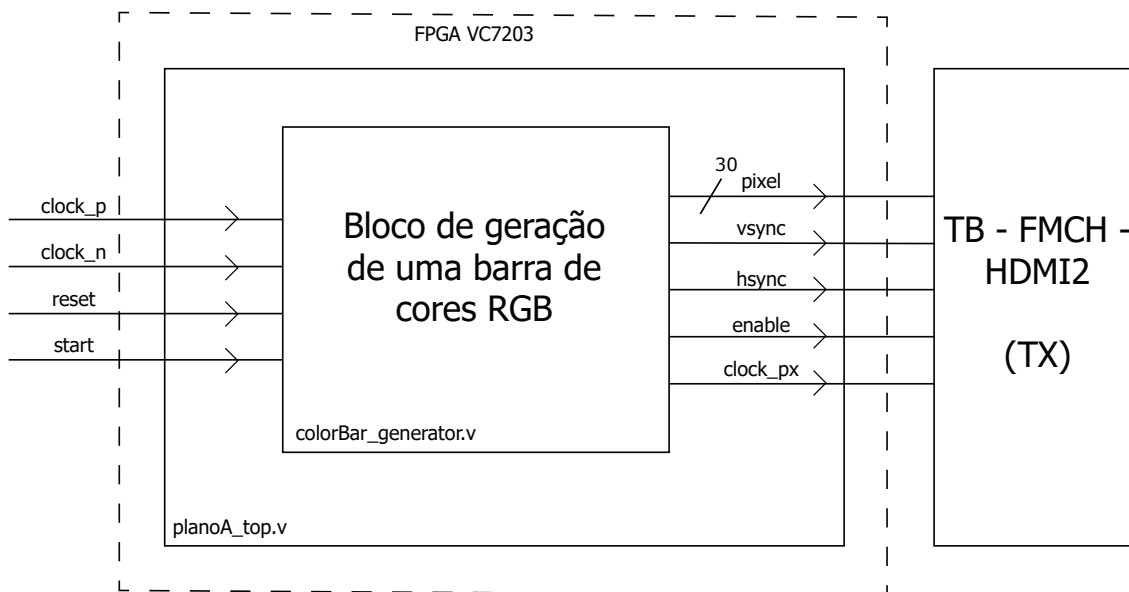 FPGA VC7203
clock_p
clock_n
reset
start
Bloco de geração
de uma barra de
cores RGB
colorBar_generator.v
planoA_top.v
30
pixel
vsync
hsync
enable
clock_px
TB - FMCH -
HDMI2
(TX)